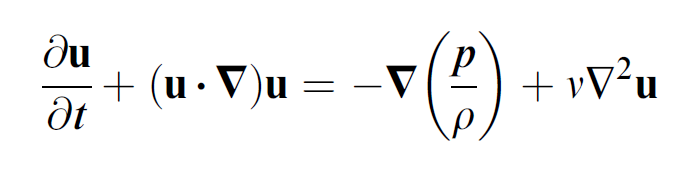 ∂𝐮/∂t + (𝐮 · ∇)𝐮 = −∇(p/ρ) + ν∇²𝐮